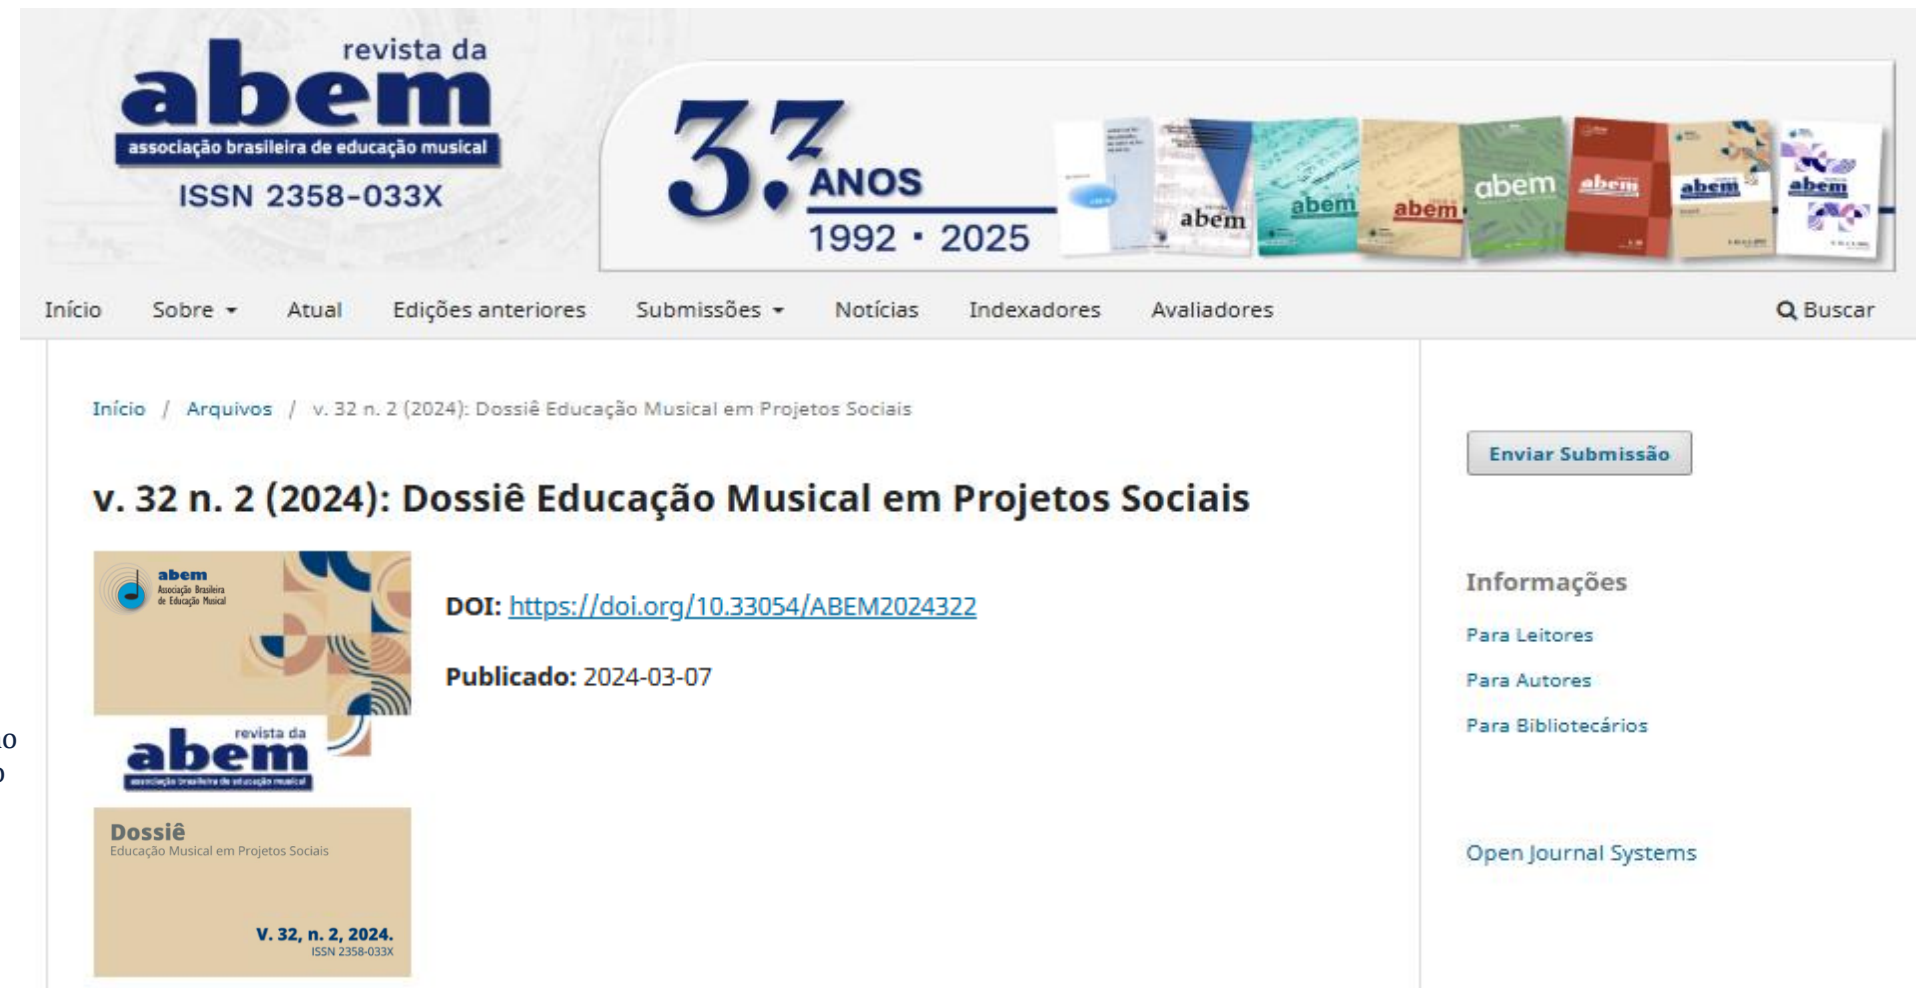 revista da
abem
associação brasileira de educação musical
ISSN 2358-033X
33 ANOS
1992 · 2025
abem
abem
abem
abem
abem
abem
abem
Início Sobre Atual Edições anteriores Submissões Notícias Indexadores Avaliadores Buscar
Início / Arquivos / v. 32 n. 2 (2024): Dossiê Educação Musical em Projetos Sociais
Enviar Submissão
v. 32 n. 2 (2024): Dossiê Educação Musical em Projetos Sociais
abem
Associação Brasileira
de Educação Musical
DOI: https://doi.org/10.33054/ABEM2024322
Publicado: 2024-03-07
revista da
abem
associação brasileira de educação musical
Dossiê
Educação Musical em Projetos Sociais
V. 32, n. 2, 2024.
ISSN 2358-033X
Informações
Para Leitores
Para Autores
Para Bibliotecários
Open Journal Systems